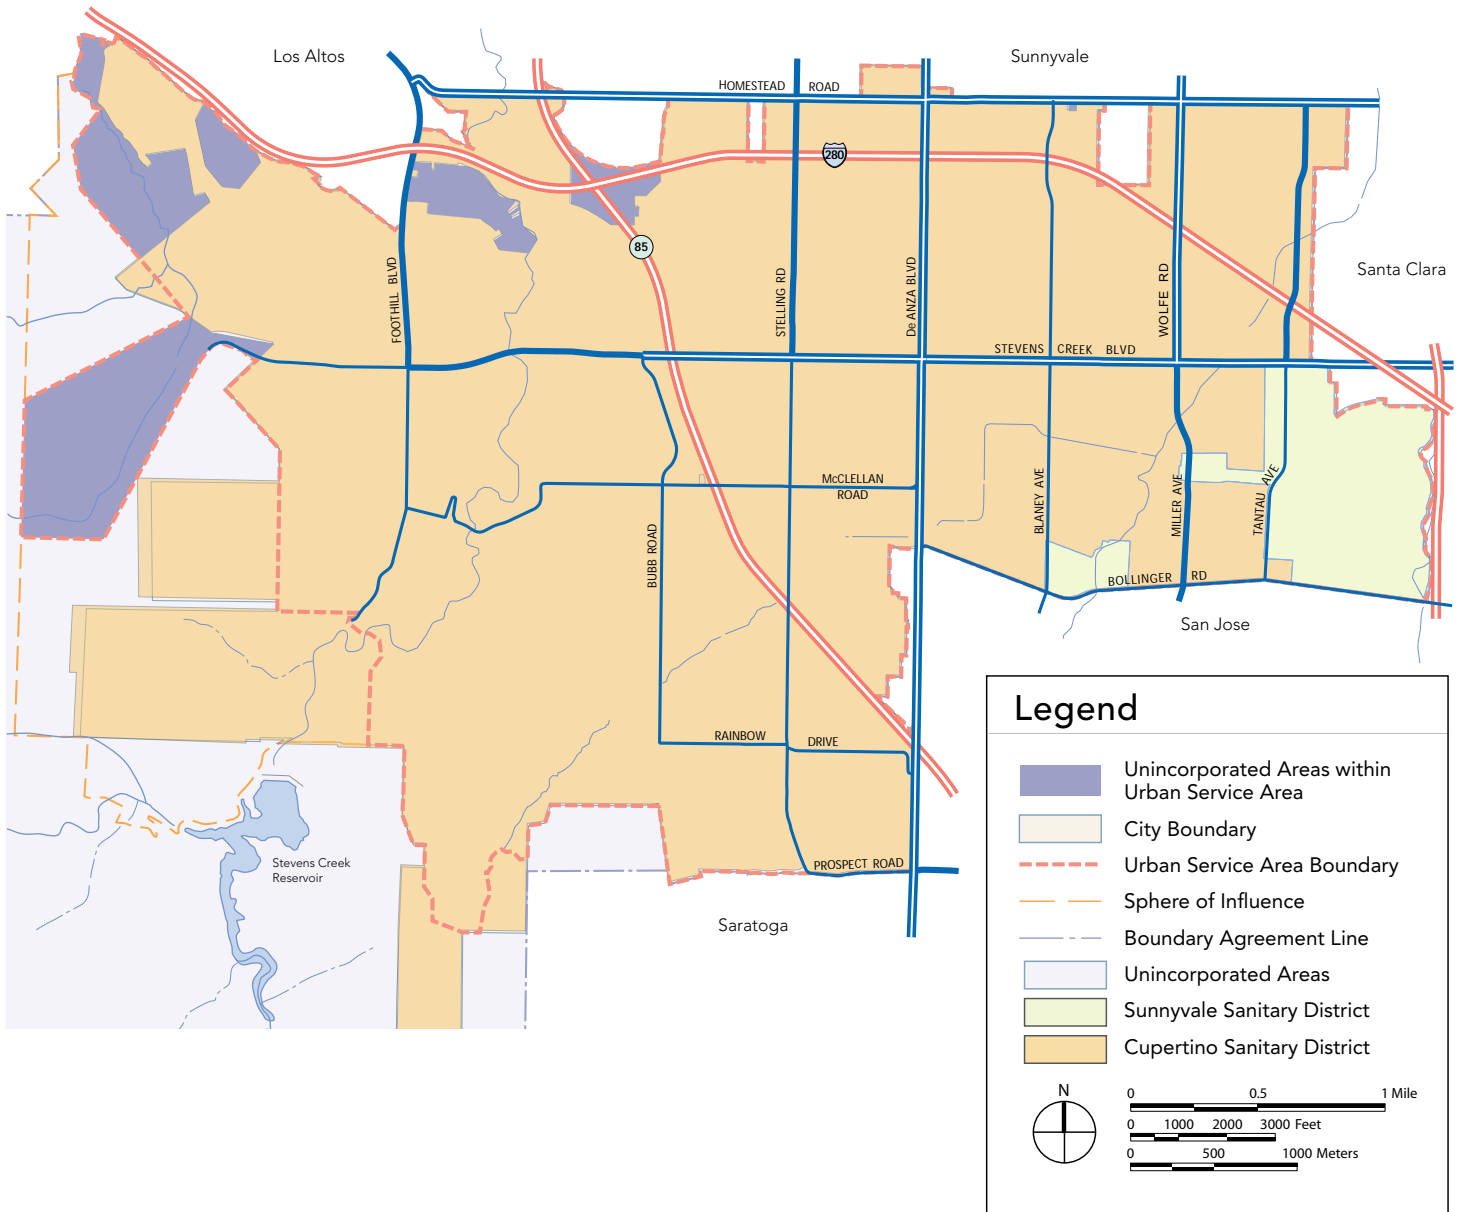 Los Altos
Sunnyvale
HOMESTEAD ROAD
280
85
Santa Clara
FOOTHILL BLVD
STELLING RD
De ANZA BLVD
WOLFE RD
STEVENS CREEK BLVD
McCLELLAN
ROAD
BLANEY AVE
MILLER AVE
TANTAU AVE
BUBB ROAD
BOLLINGER RD
San Jose
RAINBOW DRIVE
PROSPECT ROAD
Stevens Creek
Reservoir
Saratoga
Legend
Unincorporated Areas within
Urban Service Area
City Boundary
Urban Service Area Boundary
Sphere of Influence
Boundary Agreement Line
Unincorporated Areas
Sunnyvale Sanitary District
Cupertino Sanitary District
N
0 0.5 1 Mile
0 1000 2000 3000 Feet
0 500 1000 Meters